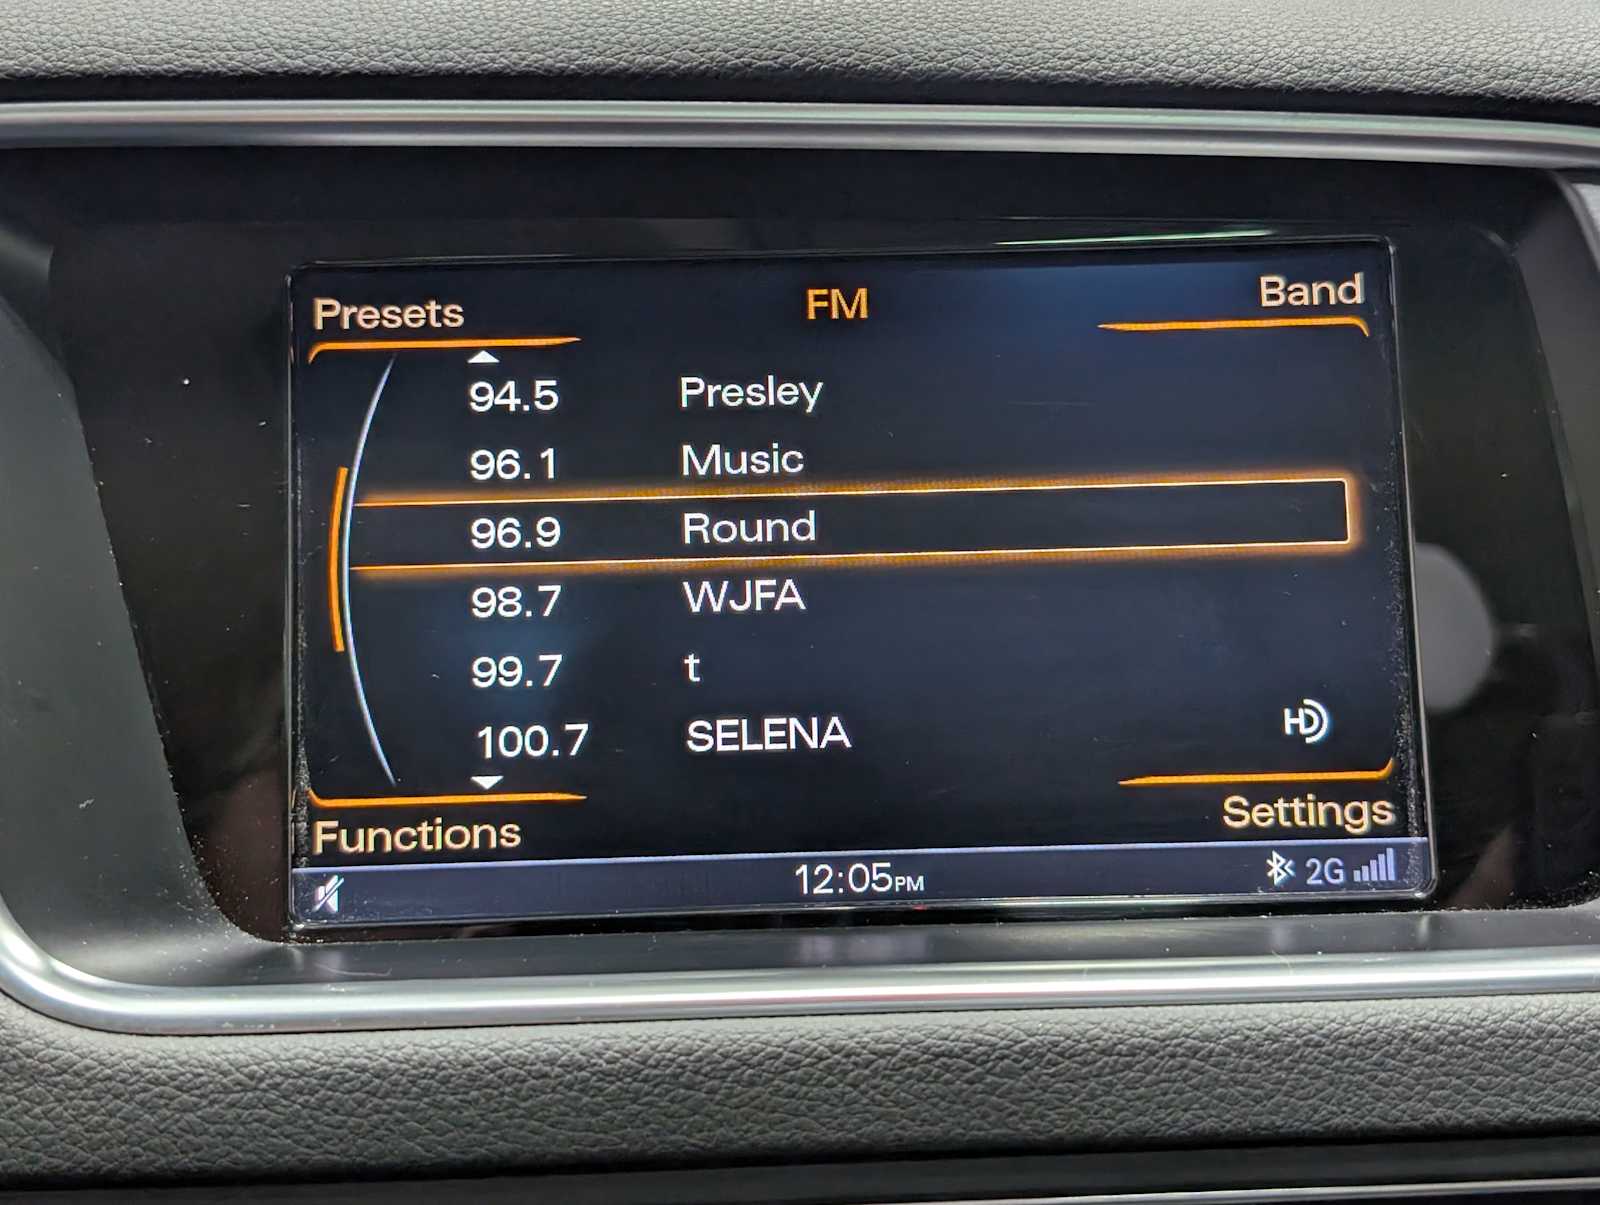 Presets FM Band
94.5 Presley
96.1 Music
96.9 Round
98.7 WJFA
99.7 t
100.7 SELENA HD
Functions Settings
12:05PM 2G